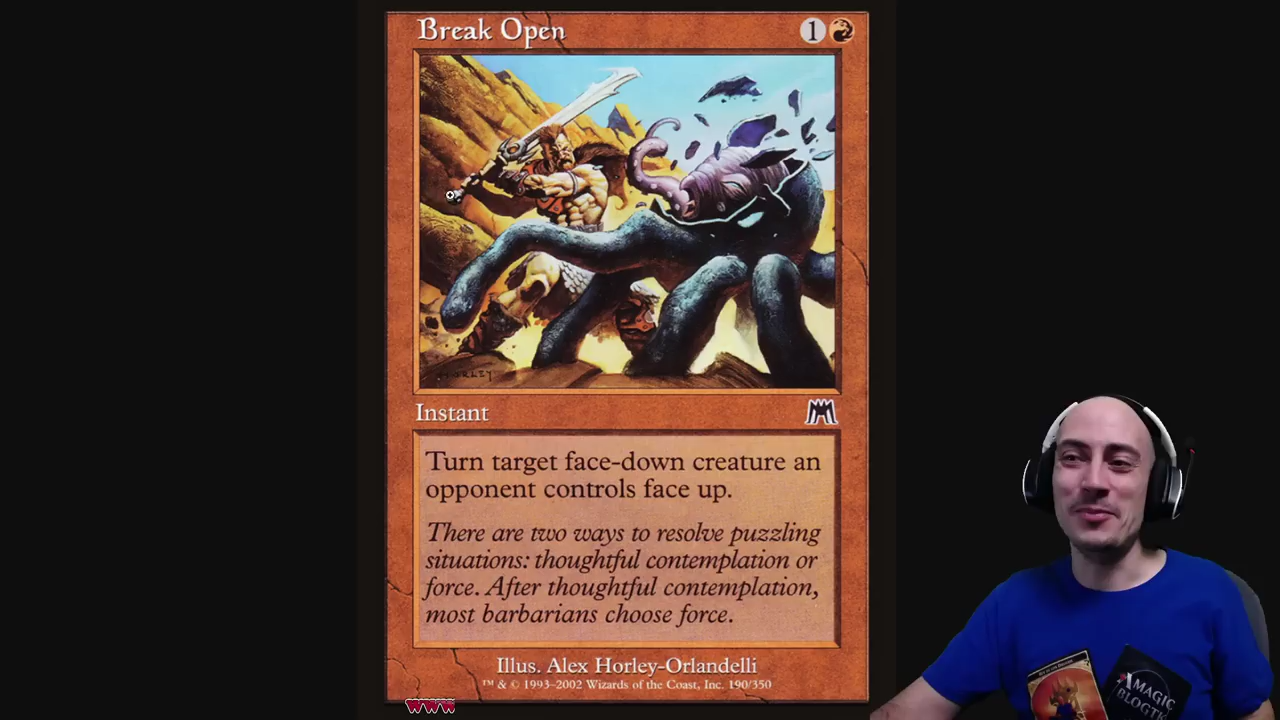 Break Open
1
Instant
Turn target face-down creature an
opponent controls face up.
There are two ways to resolve puzzling
situations: thoughtful contemplation or
force. After thoughtful contemplation,
most barbarians choose force.
Illus. Alex Horley-Orlandelli
™ & © 1993–2002 Wizards of the Coast, Inc. 190/350
www
MAGIC